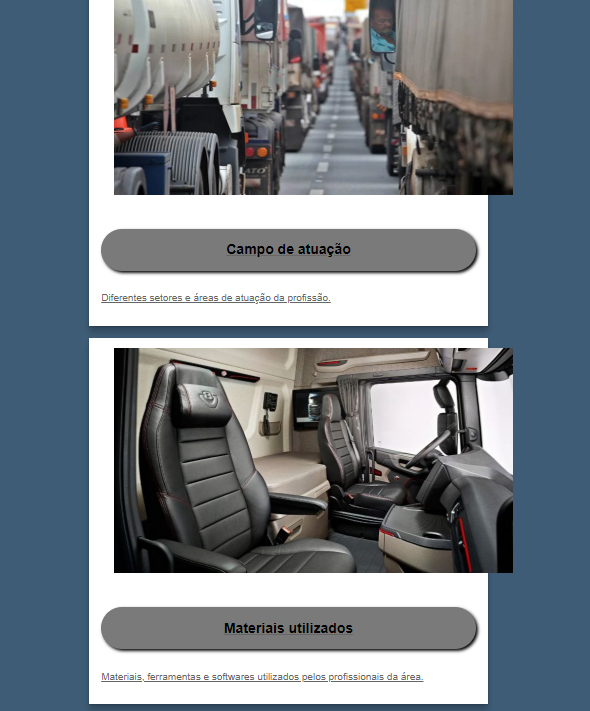 Campo de atuação
Diferentes setores e áreas de atuação da profissão.
Materiais utilizados
Materiais, ferramentas e softwares utilizados pelos profissionais da área.